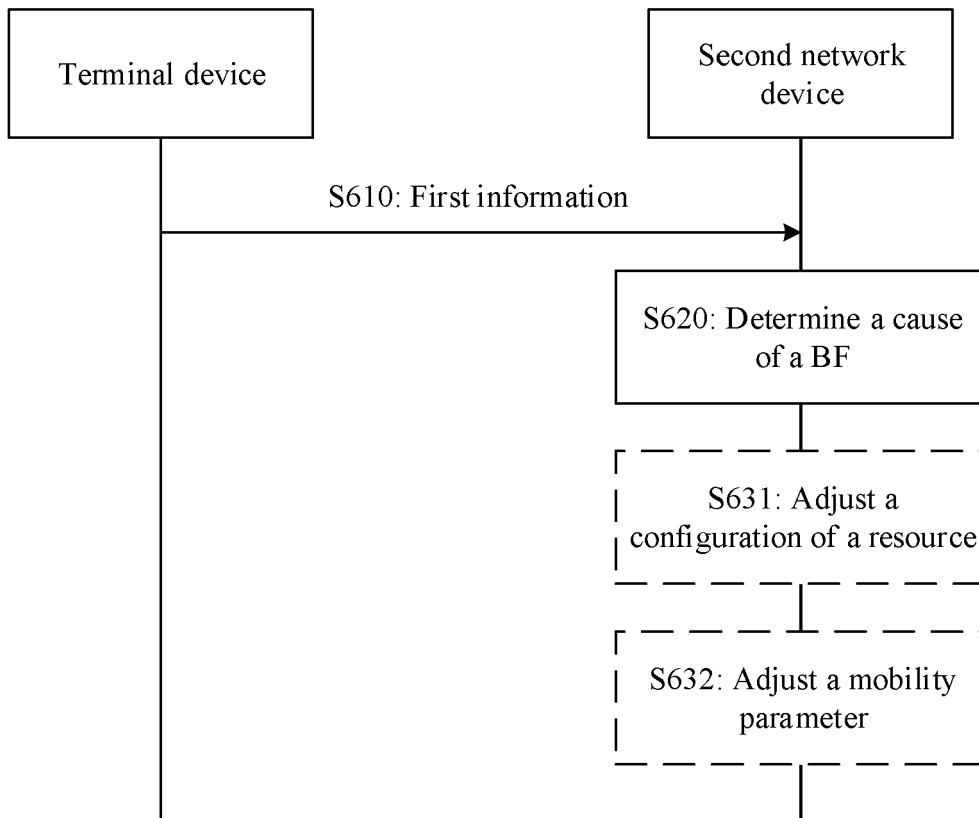 Terminal device
Second network
device
S610: First information
S620: Determine a cause
of a BF
S631: Adjust a
configuration of a resource
S632: Adjust a mobility
parameter